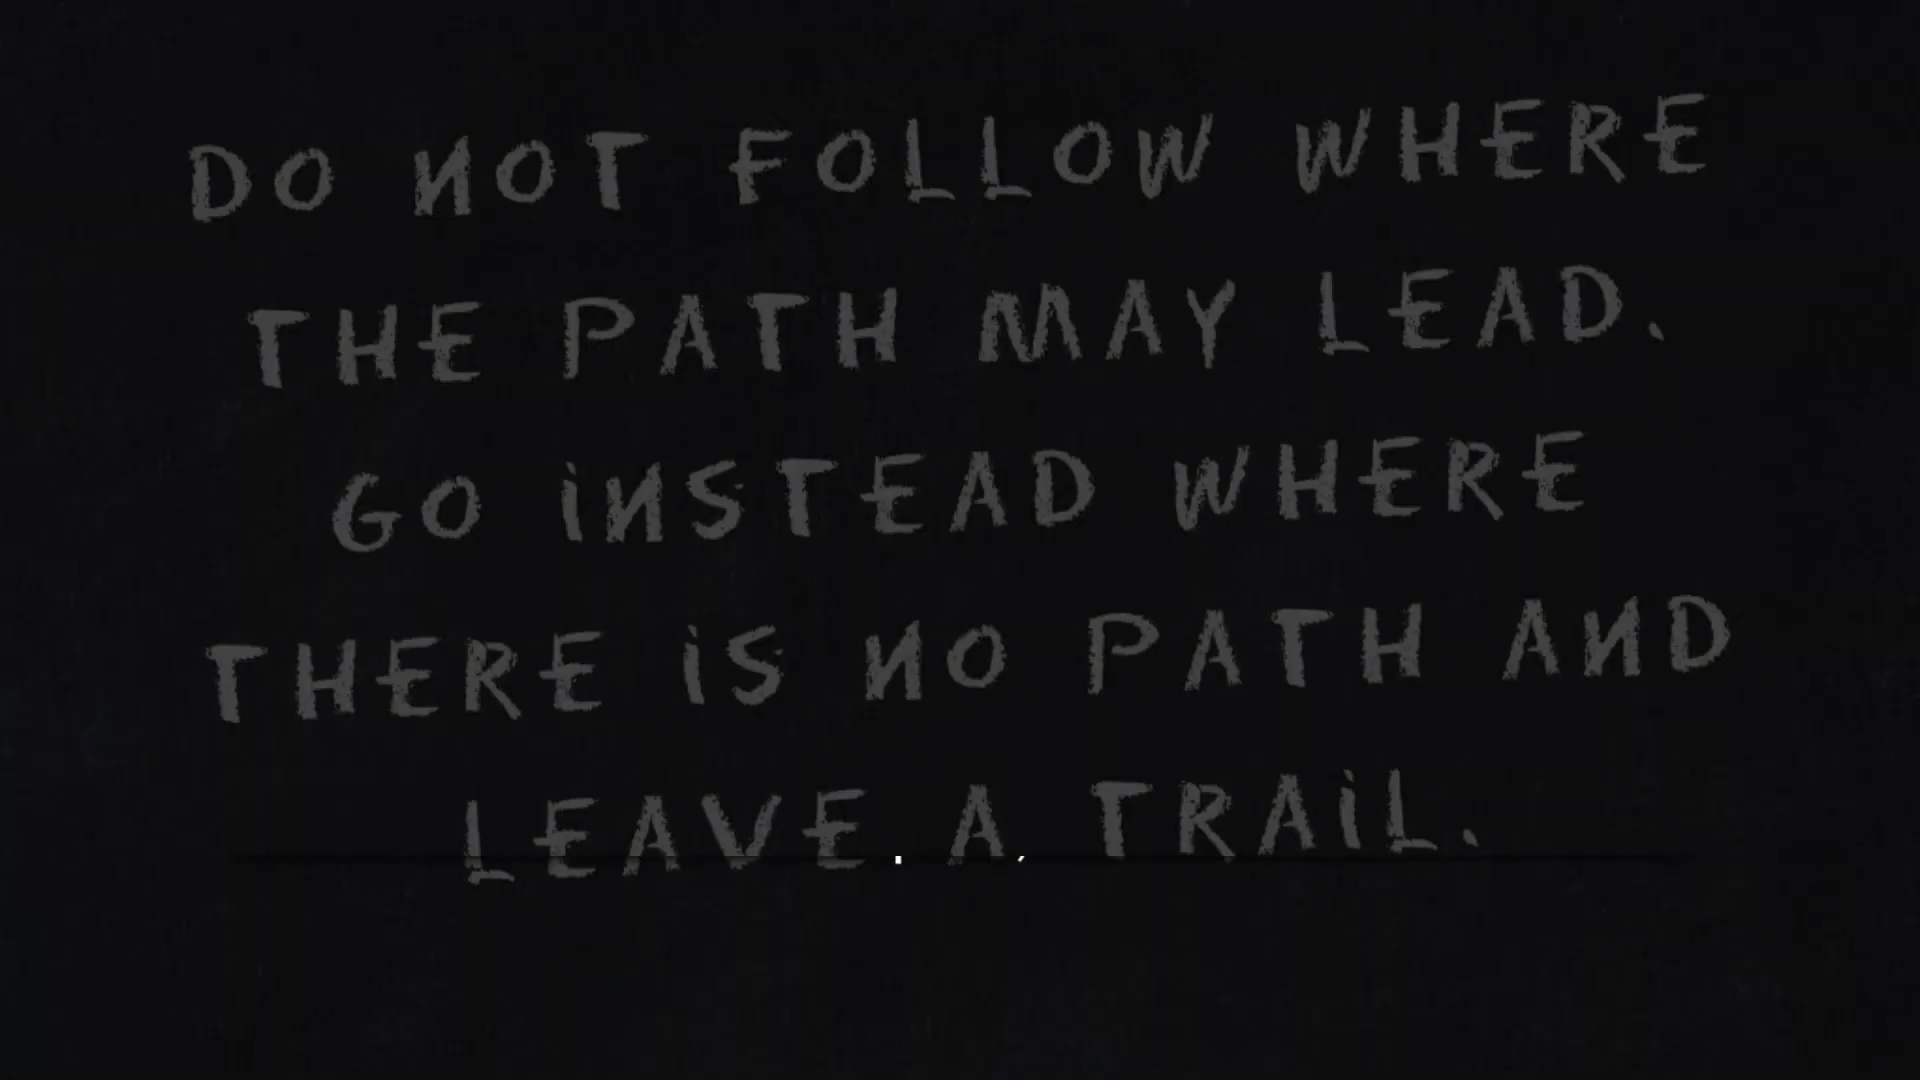 DO NOT FOLLOW WHERE
THE PATH MAY LEAD.
GO iNSTEAD WHERE
THERE iS NO PATH AND
LEAVE A TRAiL.